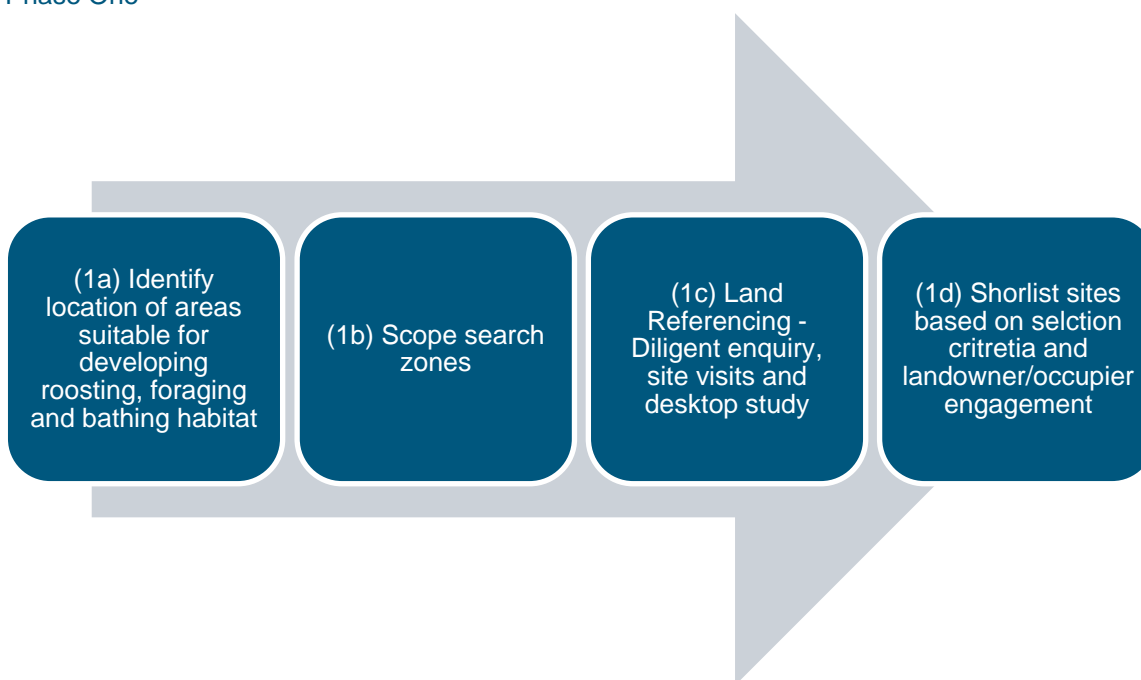 Phase One
(1a) Identify
location of areas
suitable for
developing
roosting, foraging
and bathing habitat
(1b) Scope search
zones
(1c) Land
Referencing -
Diligent enquiry,
site visits and
desktop study
(1d) Shorlist sites
based on selction
critretia and
landowner/occupier
engagement